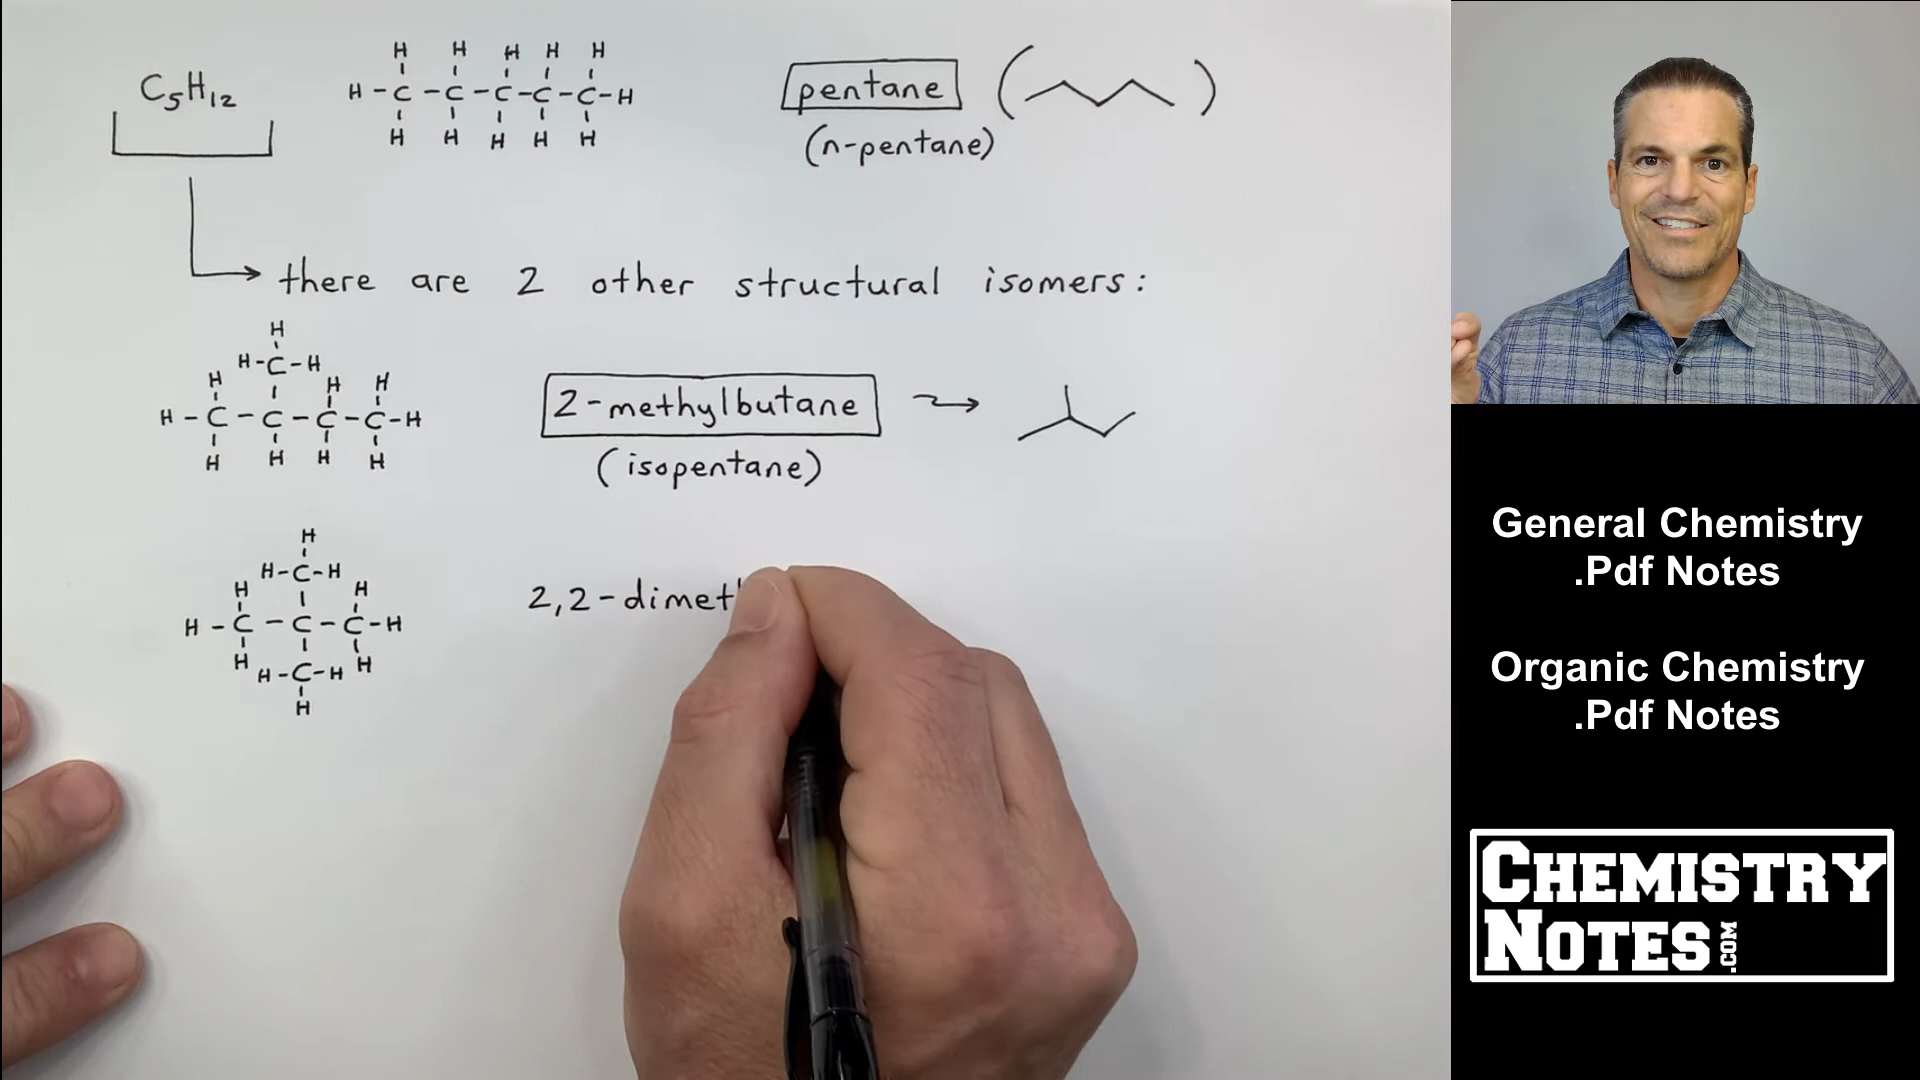 C₅H₁₂
H H H H H
H-C-C-C-C-C-H
H H H H H
pentane
(n-pentane)
there are 2 other structural isomers:
H
H-C-H
H H H
H-C-C-C-C-H
H H H H
2-methylbutane
(isopentane)
H
H-C-H
H H
H-C-C-C-H
H H
H-C-H
H
2,2-dimet
General Chemistry
.Pdf Notes
Organic Chemistry
.Pdf Notes
CHEMISTRY
NOTES.COM